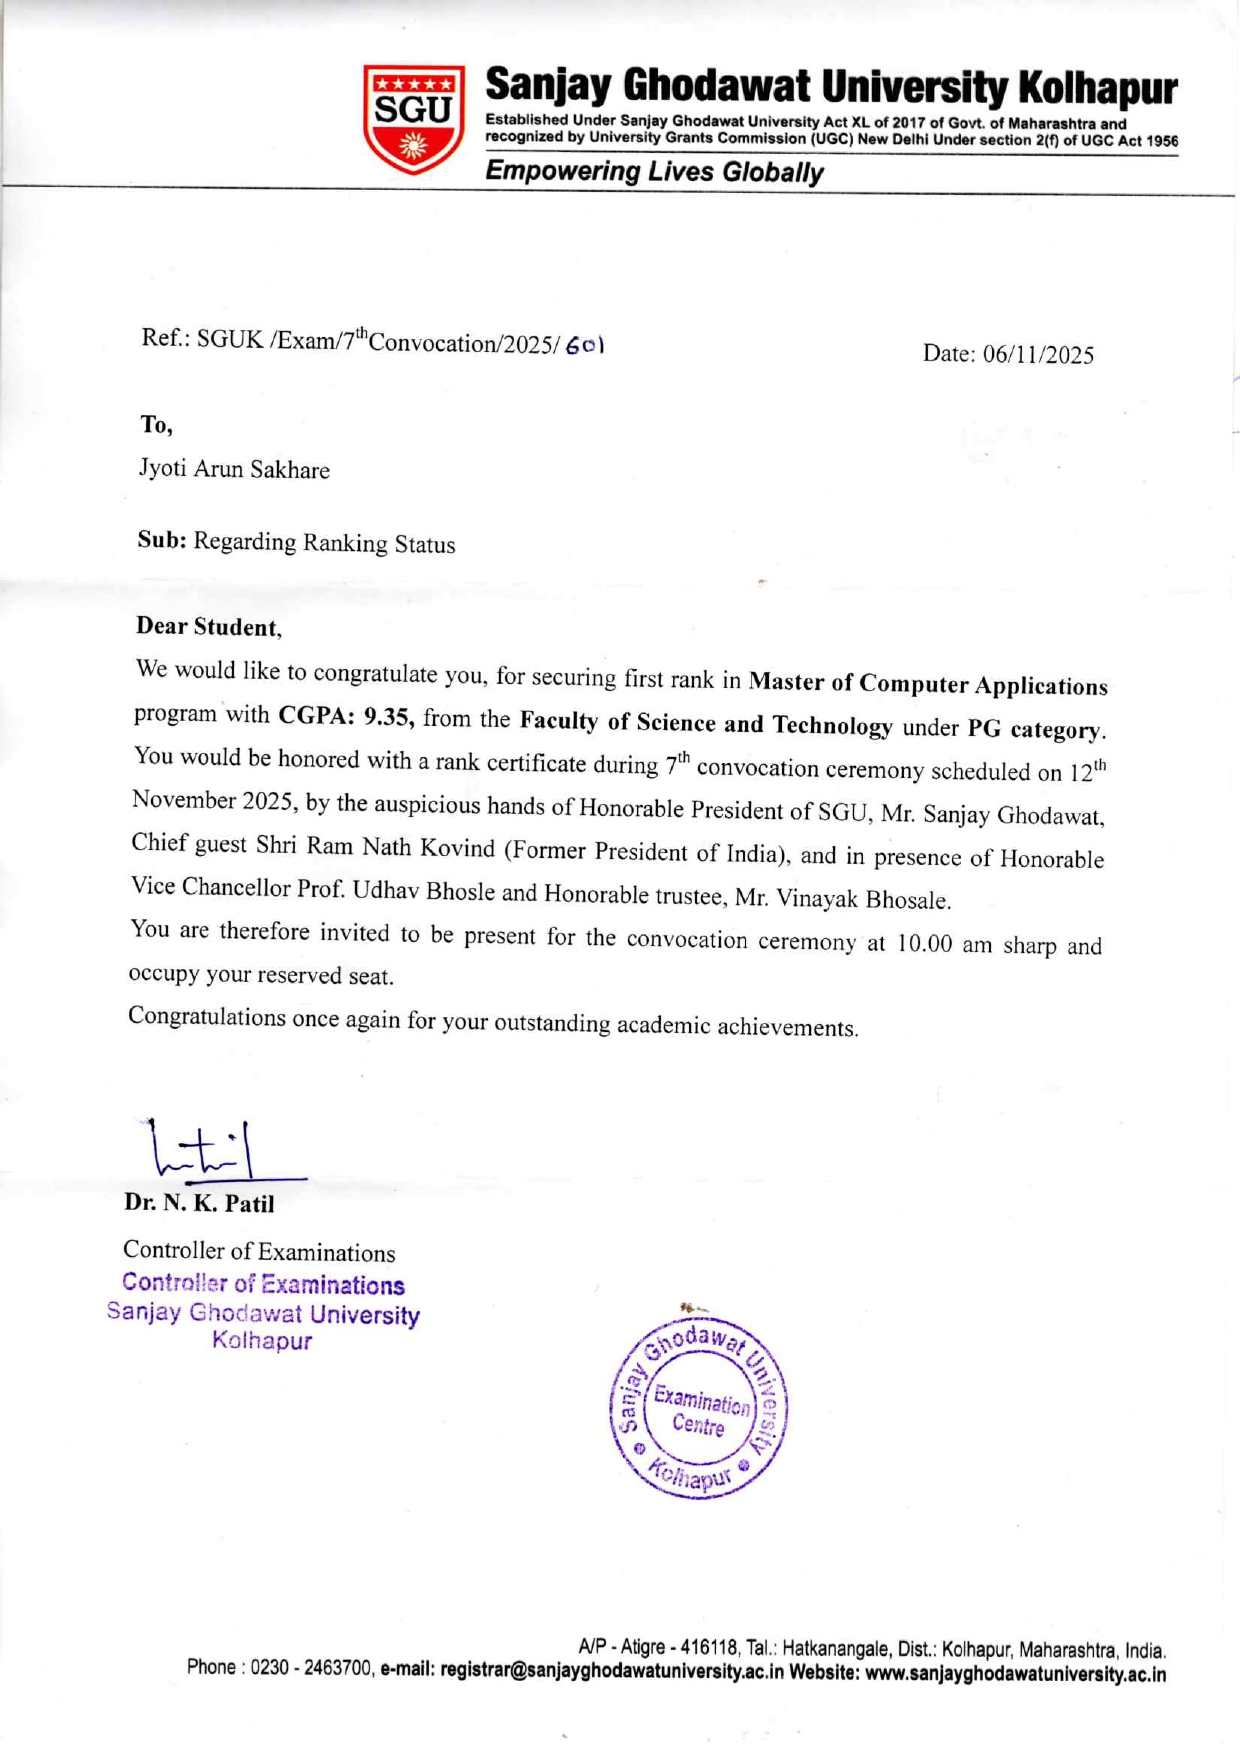 ★★★★★
SGU
Sanjay Ghodawat University Kolhapur
Established Under Sanjay Ghodawat University Act XL of 2017 of Govt. of Maharashtra and
recognized by University Grants Commission (UGC) New Delhi Under section 2(f) of UGC Act 1956
Empowering Lives Globally
Ref.: SGUK /Exam/7thConvocation/2025/ 601
Date: 06/11/2025
To,
Jyoti Arun Sakhare
Sub: Regarding Ranking Status
Dear Student,
We would like to congratulate you, for securing first rank in Master of Computer Applications
program with CGPA: 9.35, from the Faculty of Science and Technology under PG category.
You would be honored with a rank certificate during 7th convocation ceremony scheduled on 12th
November 2025, by the auspicious hands of Honorable President of SGU, Mr. Sanjay Ghodawat,
Chief guest Shri Ram Nath Kovind (Former President of India), and in presence of Honorable
Vice Chancellor Prof. Udhav Bhosle and Honorable trustee, Mr. Vinayak Bhosale.
You are therefore invited to be present for the convocation ceremony at 10.00 am sharp and
occupy your reserved seat.
Congratulations once again for your outstanding academic achievements.
Dr. N. K. Patil
Controller of Examinations
Controller of Examinations
Sanjay Ghodawat University
Kolhapur
Sanjay Ghodawat University
Examination
Centre
Kolhapur
A/P - Atigre - 416118, Tal.: Hatkanangale, Dist.: Kolhapur, Maharashtra, India.
Phone : 0230 - 2463700, e-mail: registrar@sanjayghodawatuniversity.ac.in Website: www.sanjayghodawatuniversity.ac.in